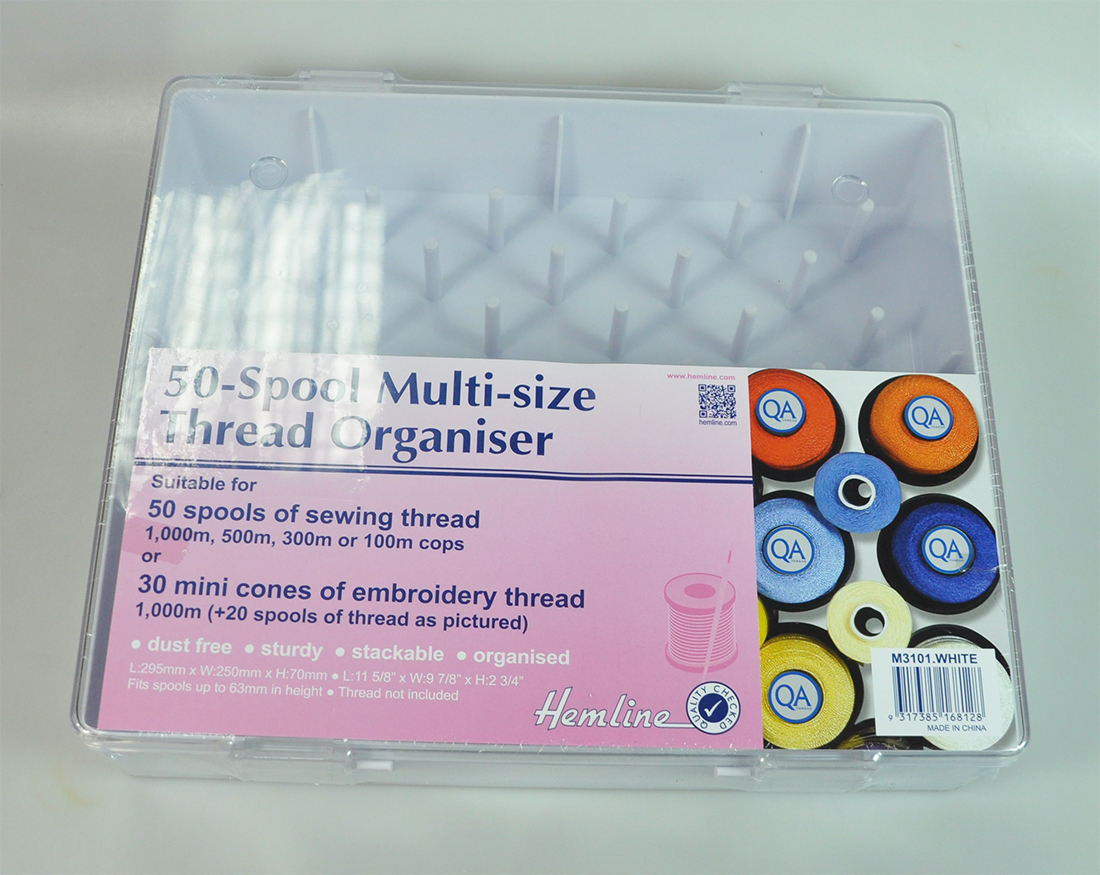 50-Spool Multi-size
Thread Organiser
www.hemline.com
hemline.com
Suitable for
50 spools of sewing thread
1,000m, 500m, 300m or 100m cops
or
30 mini cones of embroidery thread
1,000m (+20 spools of thread as pictured)
• dust free • sturdy • stackable • organised
L:295mm x W:250mm x H:70mm • L:11 5/8" x W:9 7/8" x H:2 3/4"
Fits spools up to 63mm in height • Thread not included
Hemline
QUALITY CHECKED
QA
QA
QA
QA
QA
M3101.WHITE
9 317385 168128
MADE IN CHINA